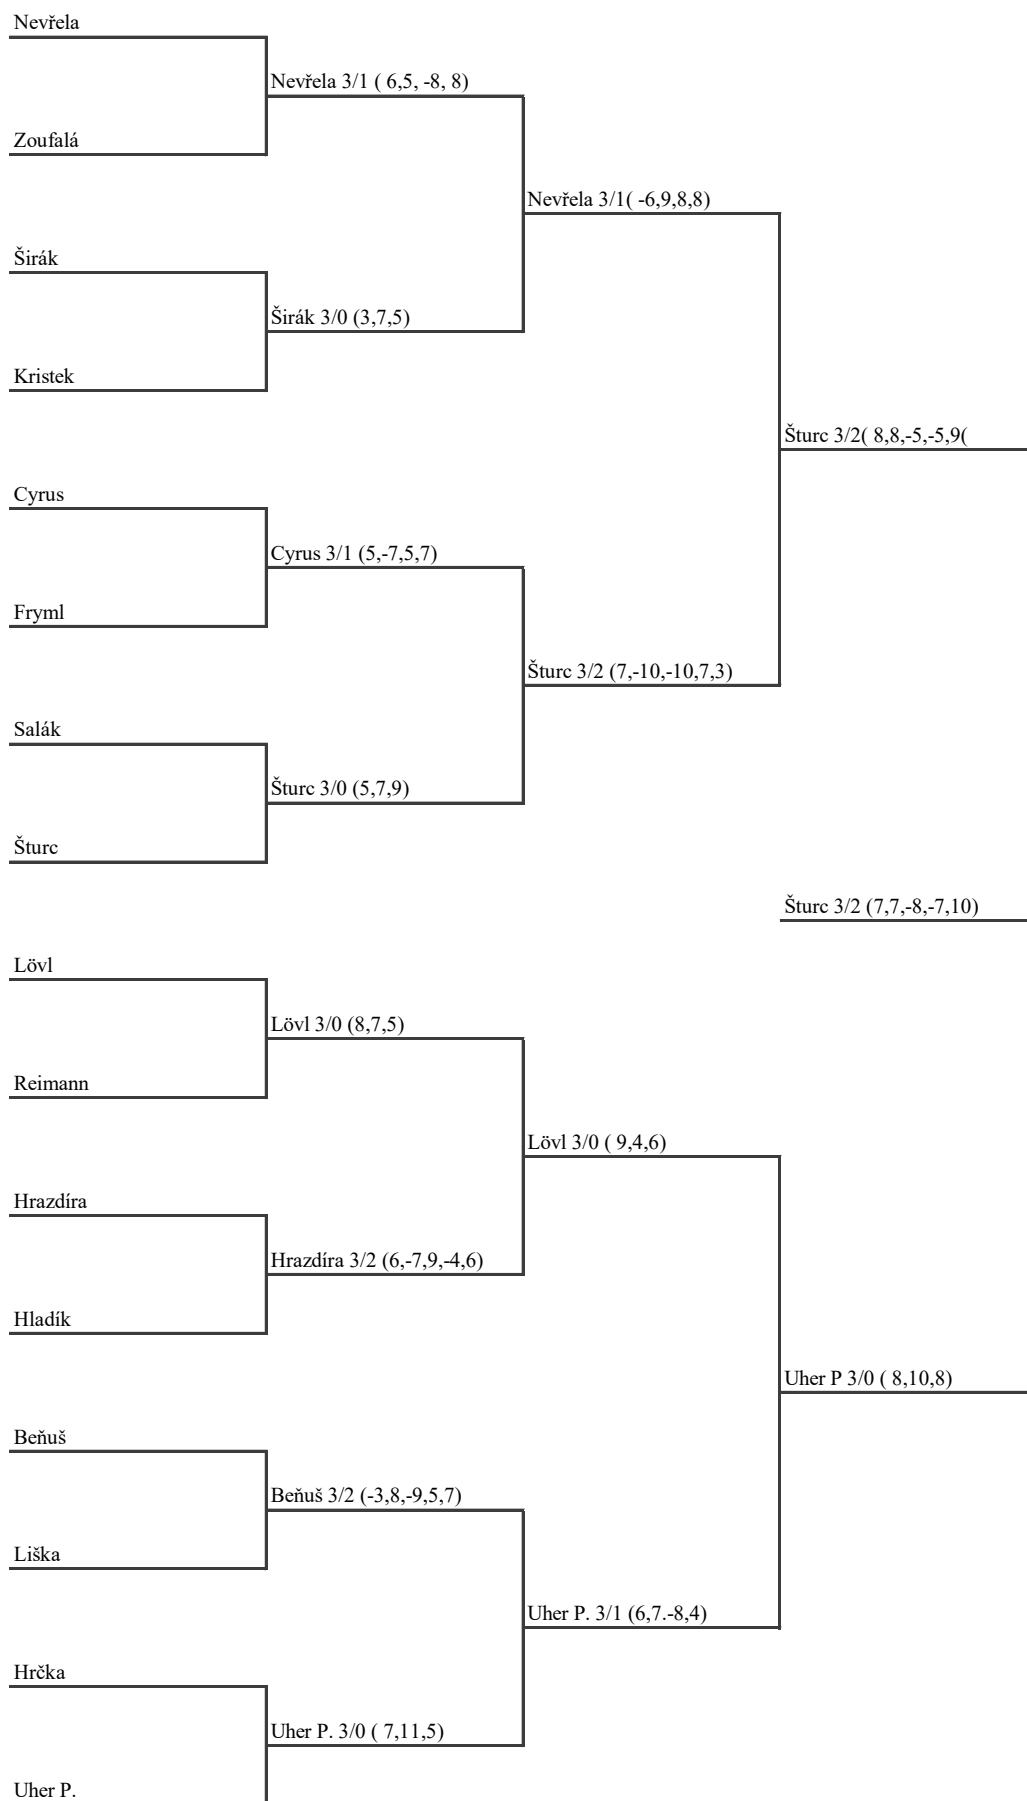 Nevřela
Nevřela 3/1 ( 6,5, -8, 8)
Zoufalá
Nevřela 3/1( -6,9,8,8)
Širák
Širák 3/0 (3,7,5)
Kristek
Šturc 3/2( 8,8,-5,-5,9(
Cyrus
Cyrus 3/1 (5,-7,5,7)
Fryml
Šturc 3/2 (7,-10,-10,7,3)
Salák
Šturc 3/0 (5,7,9)
Šturc
Šturc 3/2 (7,7,-8,-7,10)
Lövl
Lövl 3/0 (8,7,5)
Reimann
Lövl 3/0 ( 9,4,6)
Hrazdíra
Hrazdíra 3/2 (6,-7,9,-4,6)
Hladík
Uher P 3/0 ( 8,10,8)
Beňuš
Beňuš 3/2 (-3,8,-9,5,7)
Liška
Uher P. 3/1 (6,7.-8,4)
Hrčka
Uher P. 3/0 ( 7,11,5)
Uher P.